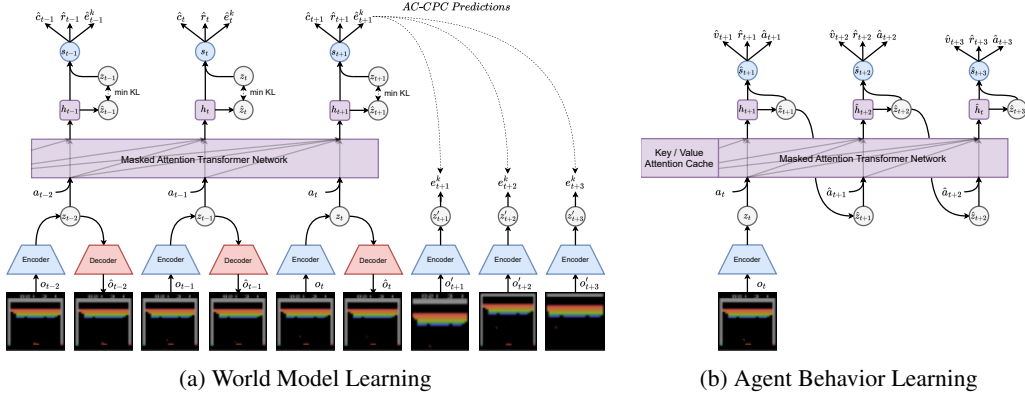 AC-CPC Predictions
ĉ_{t−1} r̂_{t−1} ê^k_{t−1}
ĉ_t r̂_{t−1} ê^k_t
ĉ_{t+1} r̂_{t+1} ê^k_{t+1}
s_{t−1} s_t s_{t+1}
z_{t−1} z_t z_{t+1}
min KL min KL min KL
h_{t−1} ẑ_{t−1} h_t ẑ_t h_{t+1} ẑ_{t+1}
Masked Attention Transformer Network
a_{t−2} a_{t−1} a_t
e^k_{t+1} e^k_{t+2} e^k_{t+3}
z_{t−2} z_{t−1} z_t z'_{t+1} z'_{t+2} z'_{t+3}
Encoder Decoder Encoder Decoder Encoder Decoder Encoder Encoder Encoder
o_{t−2} ô_{t−2} o_{t−1} ô_{t−1} o_t ô_t o'_{t+1} o'_{t+2} o'_{t+3}
(a) World Model Learning
v̂_{t+1} r̂_{t+1} â_{t+1}
v̂_{t+2} r̂_{t+2} â_{t+2}
v̂_{t+3} r̂_{t+3} â_{t+3}
ŝ_{t+1} ŝ_{t+2} ŝ_{t+3}
h_{t+1} ẑ_{t+1} ĥ_{t+2} ẑ_{t+2} ĥ_t ẑ_{t+3}
Key / Value
Attention Cache
Masked Attention Transformer Network
a_t â_{t+1} â_{t+2}
z_t ẑ_{t+1} ẑ_{t+2}
Encoder
o_t
(b) Agent Behavior Learning